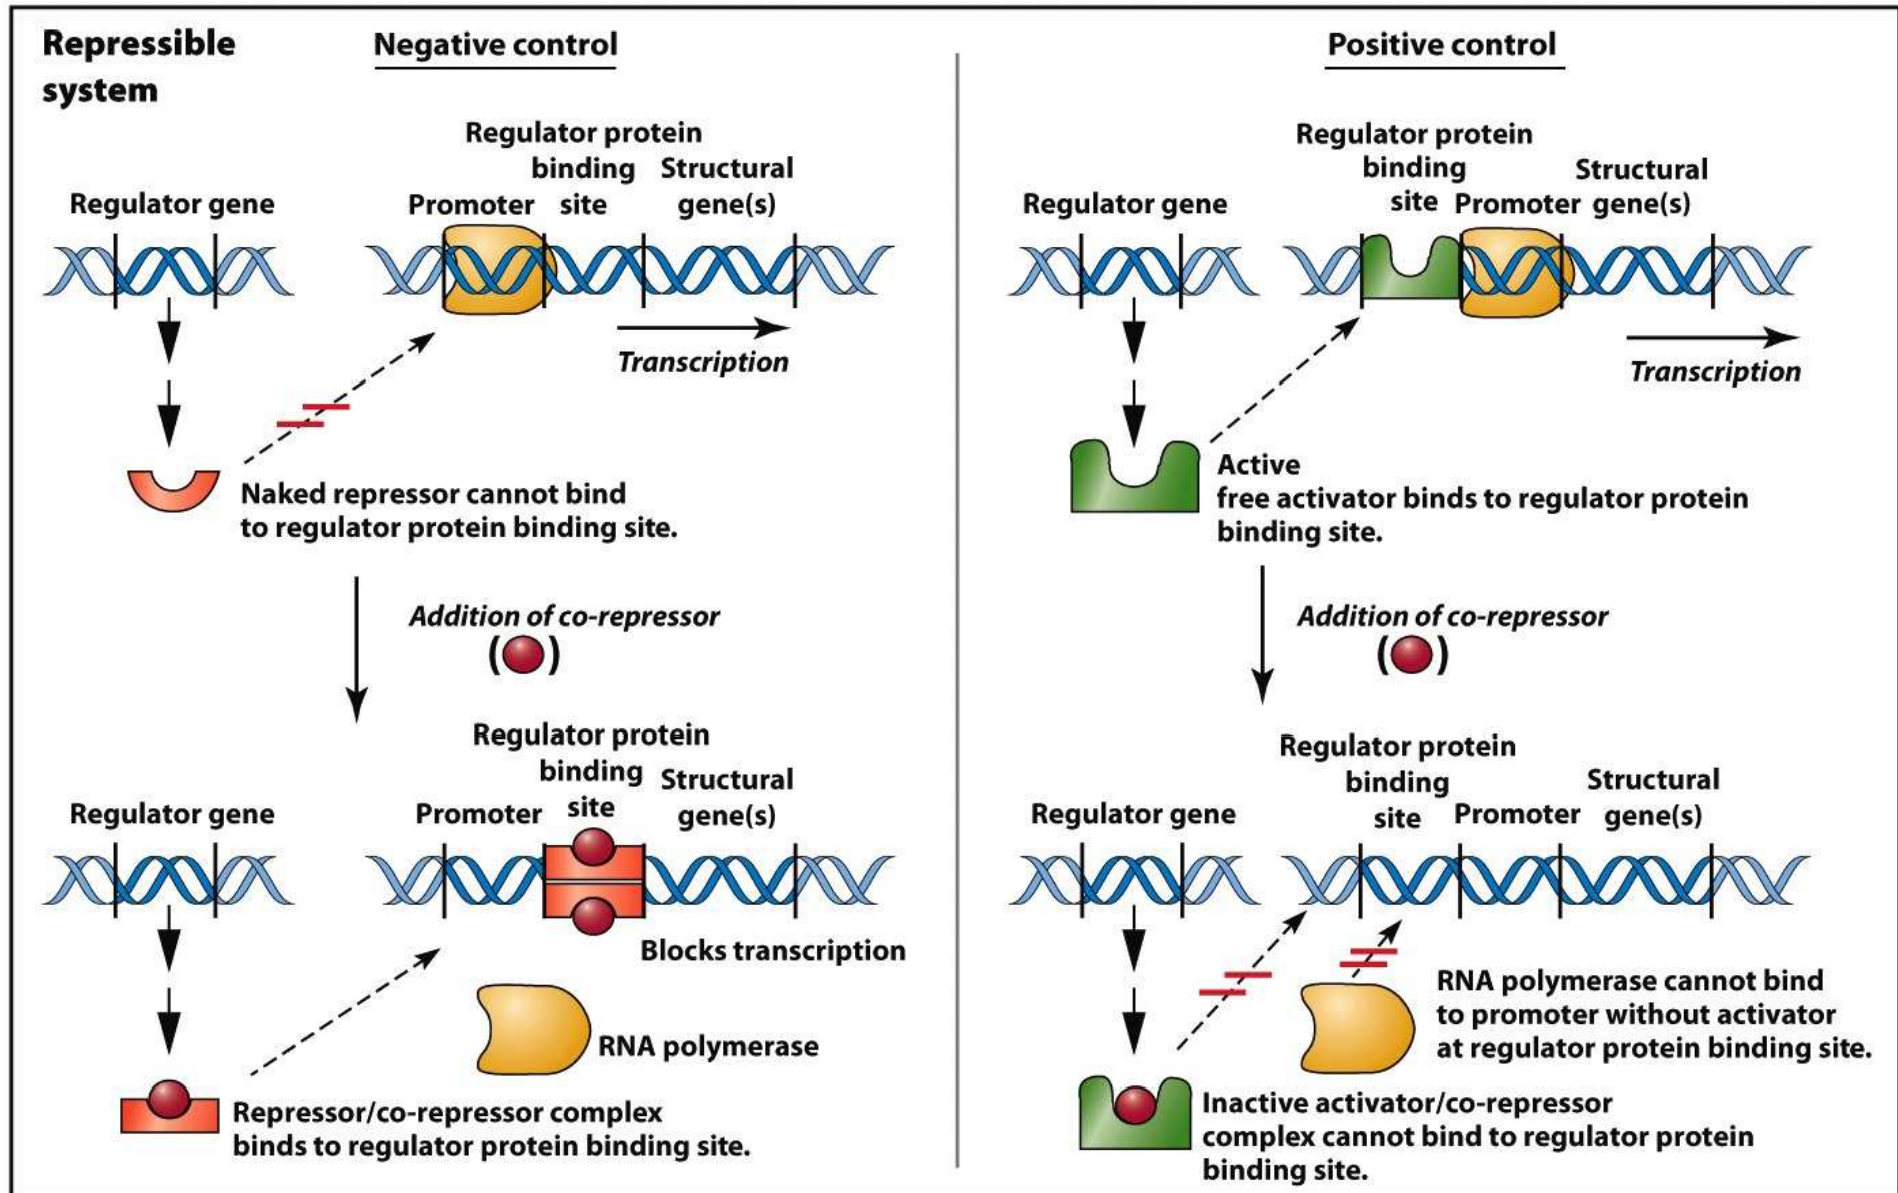 Repressible
system
Negative control
Regulator protein
binding Structural
Regulator gene Promoter site gene(s)
Transcription
Naked repressor cannot bind
to regulator protein binding site.
Addition of co-repressor
( )
Regulator protein
binding Structural
Regulator gene Promoter site gene(s)
Blocks transcription
RNA polymerase
Repressor/co-repressor complex
binds to regulator protein binding site.
Positive control
Regulator protein
binding Structural
Regulator gene site Promoter gene(s)
Transcription
Active
free activator binds to regulator protein
binding site.
Addition of co-repressor
( )
Regulator protein
binding Structural
Regulator gene site Promoter gene(s)
RNA polymerase cannot bind
to promoter without activator
at regulator protein binding site.
Inactive activator/co-repressor
complex cannot bind to regulator protein
binding site.